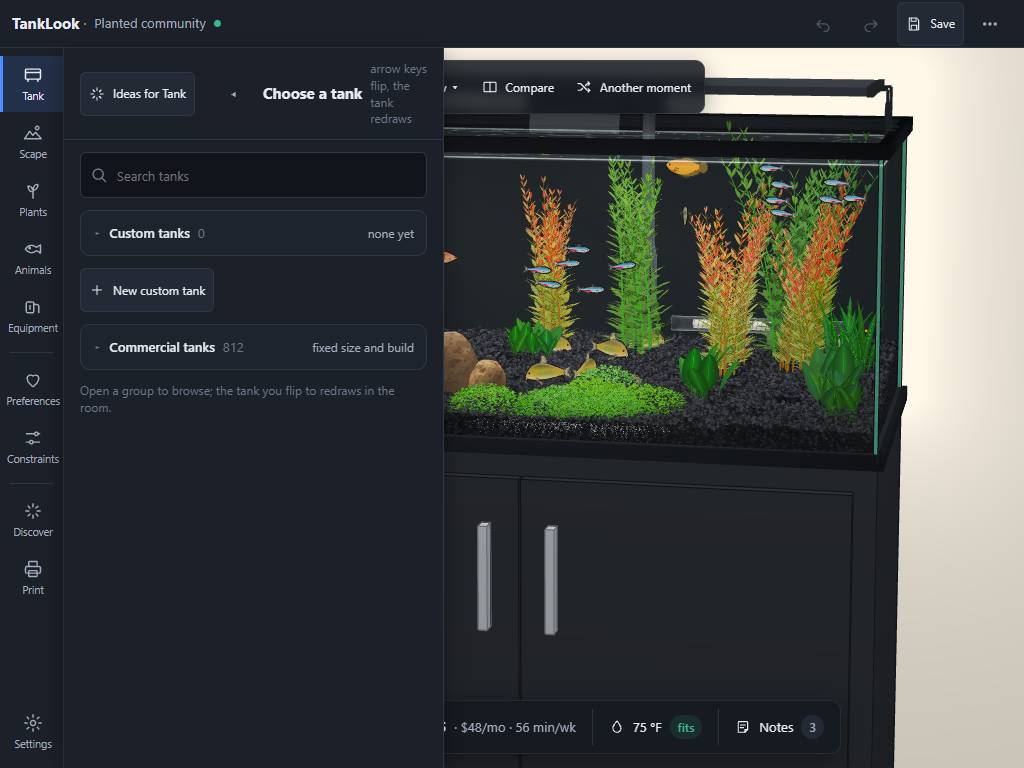 TankLook · Planted community
Save
Tank
Scape
Plants
Animals
Equipment
Preferences
Constraints
Discover
Print
Settings
Ideas for Tank
Choose a tank
arrow keys
flip, the
tank
redraws
Search tanks
Custom tanks 0 none yet
New custom tank
Commercial tanks 812 fixed size and build
Open a group to browse; the tank you flip to redraws in the
room.
Compare
Another moment
· $48/mo · 56 min/wk
75 °F fits
Notes 3